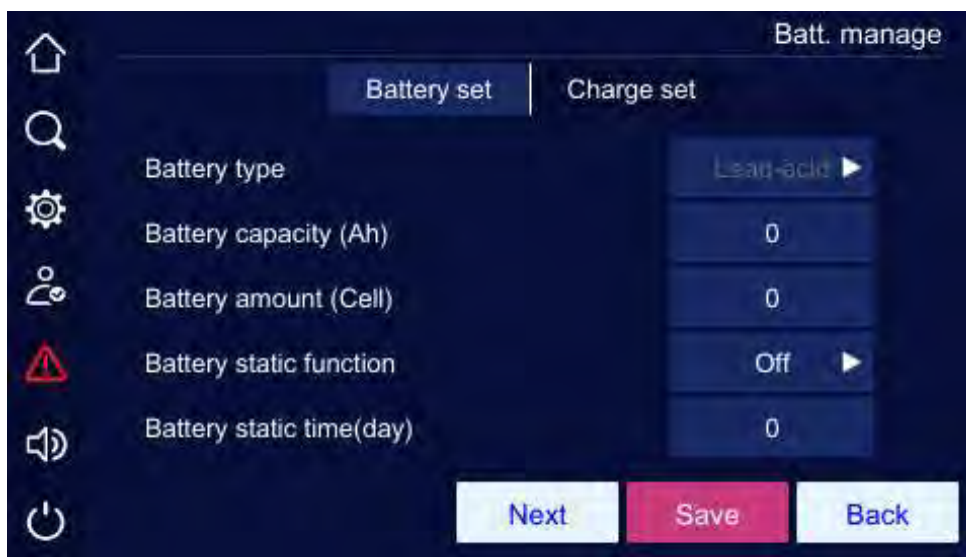 Batt. manage
Battery set Charge set
Battery type Lead-acid
Battery capacity (Ah) 0
Battery amount (Cell) 0
Battery static function Off
Battery static time(day) 0
Next Save Back